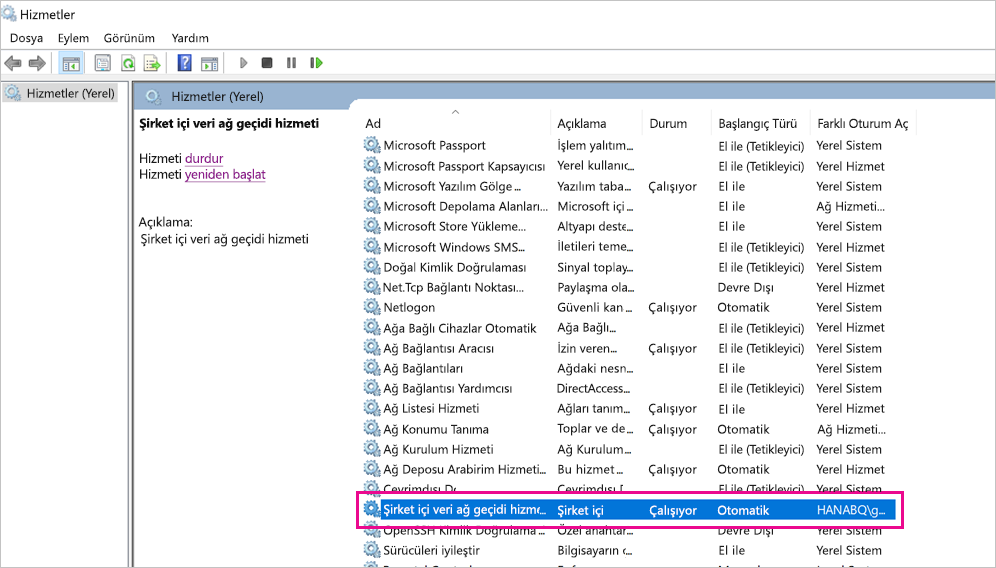 Hizmetler
Dosya Eylem Görünüm Yardım
Hizmetler (Yerel)
Hizmetler (Yerel)
Şirket içi veri ağ geçidi hizmeti
Hizmeti durdur
Hizmeti yeniden başlat
Açıklama:
Şirket içi veri ağ geçidi hizmeti
Ad Açıklama Durum Başlangıç Türü Farklı Oturum Aç
Microsoft Passport İşlem yalıtım... El ile (Tetikleyici) Yerel Sistem
Microsoft Passport Kapsayıcısı Yerel kullanıc... El ile (Tetikleyici) Yerel Hizmet
Microsoft Yazılım Gölge ... Yazılım taba... Çalışıyor El ile Yerel Sistem
Microsoft Depolama Alanları... Microsoft içi ... El ile Ağ Hizmeti...
Microsoft Store Yükleme... Altyapı deste... El ile Yerel Sistem
Microsoft Windows SMS... İletileri teme... El ile (Tetikleyici) Yerel Hizmet
Doğal Kimlik Doğrulaması Sinyal toplay... El ile (Tetikleyici) Yerel Sistem
Net.Tcp Bağlantı Noktası... Paylaşma ola... Devre Dışı Yerel Hizmet
Netlogon Güvenli kan ... Çalışıyor Otomatik Yerel Sistem
Ağa Bağlı Cihazlar Otomatik Ağa Bağlı... El ile (Tetikleyici) Yerel Hizmet
Ağ Bağlantısı Aracısı İzin veren... Çalışıyor El ile (Tetikleyici) Yerel Sistem
Ağ Bağlantıları Ağdaki nesn... El ile Yerel Sistem
Ağ Bağlantısı Yardımcısı DirectAccess... El ile (Tetikleyici) Yerel Sistem
Ağ Listesi Hizmeti Ağları tanım... Çalışıyor El ile Yerel Hizmet
Ağ Konumu Tanıma Toplar ve de ... Çalışıyor Otomatik Ağ Hizmeti...
Ağ Kurulum Hizmeti Ağ Kurulum... El ile (Tetikleyici) Yerel Sistem
Ağ Deposu Arabirim Hizmeti... Bu hizmet ... Çalışıyor Otomatik Yerel Hizmet
Çevrimdışı Çevrimdışı El ile (Tetikleyici) Yerel Sistem
Şirket içi veri ağ geçidi hizmc... Şirket içi Çalışıyor Otomatik HANABQ\g...
OpenSSH Kimlik Doğrulama ... Özel anahtar... Devre Dışı Yerel Sistem
Sürücüleri iyileştir Bilgisayarın ... El ile Yerel Sistem